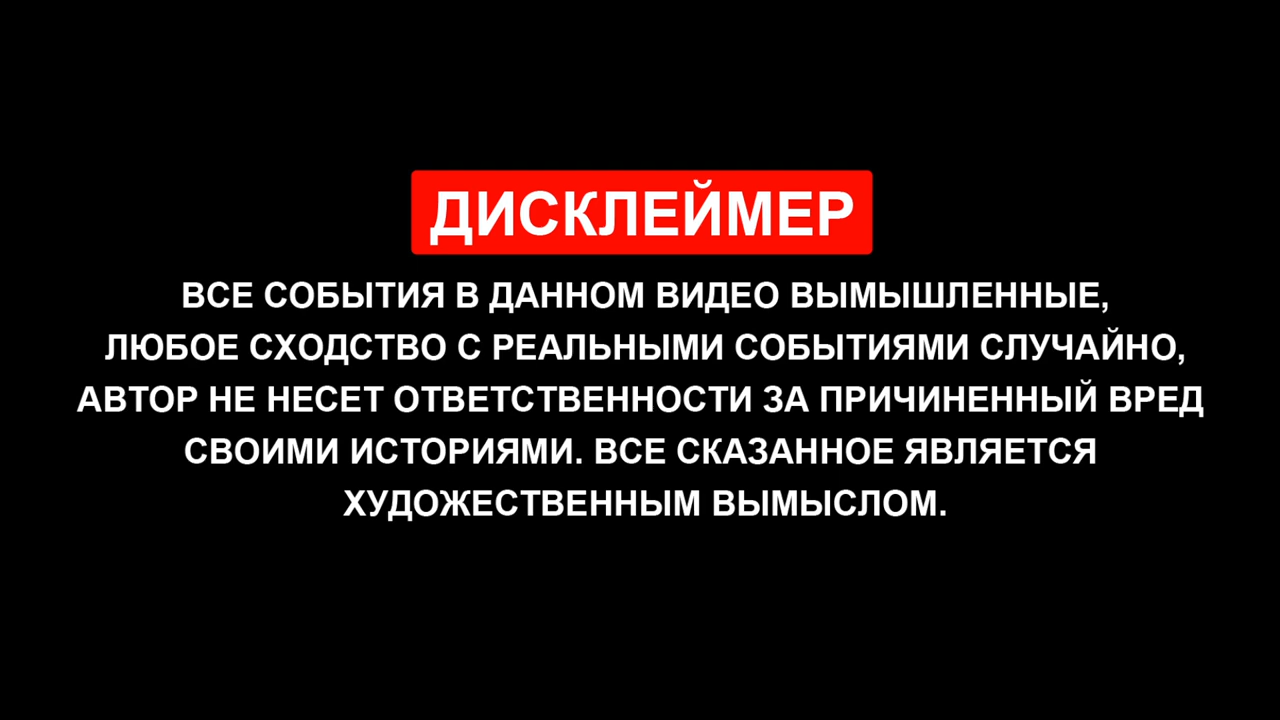 ДИСКЛЕЙМЕР
ВСЕ СОБЫТИЯ В ДАННОМ ВИДЕО ВЫМЫШЛЕННЫЕ,
ЛЮБОЕ СХОДСТВО С РЕАЛЬНЫМИ СОБЫТИЯМИ СЛУЧАЙНО,
АВТОР НЕ НЕСЕТ ОТВЕТСТВЕННОСТИ ЗА ПРИЧИНЕННЫЙ ВРЕД
СВОИМИ ИСТОРИЯМИ. ВСЕ СКАЗАННОЕ ЯВЛЯЕТСЯ
ХУДОЖЕСТВЕННЫМ ВЫМЫСЛОМ.